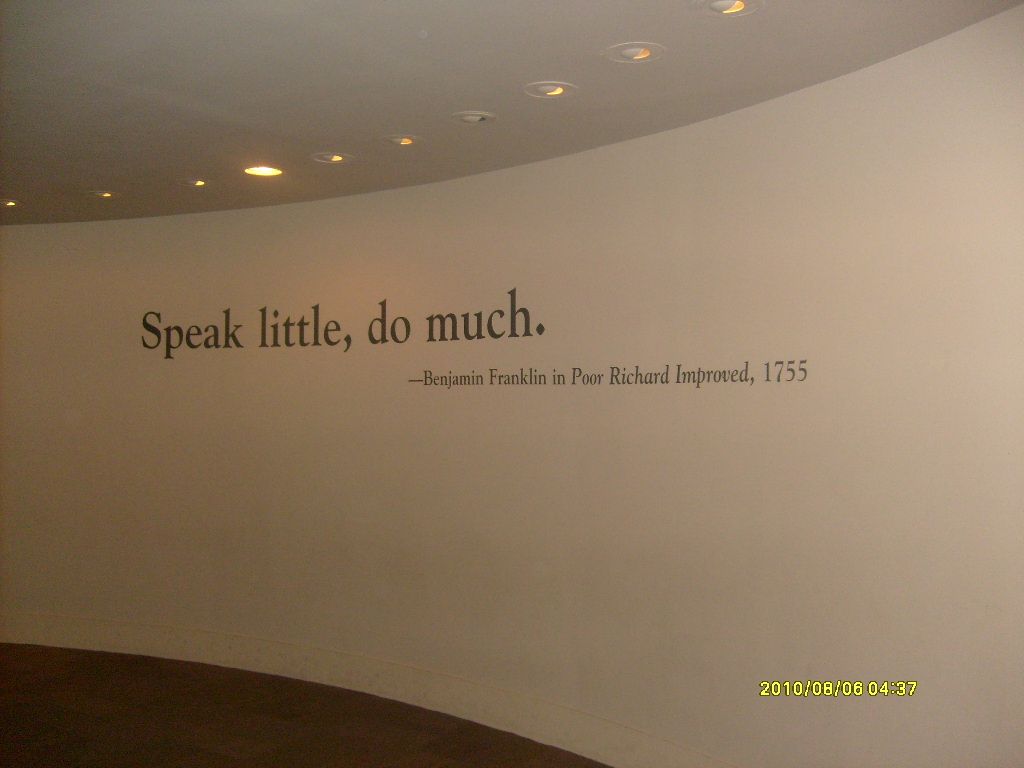 Speak little, do much.
—Benjamin Franklin in Poor Richard Improved, 1755
2010/08/06 04:37